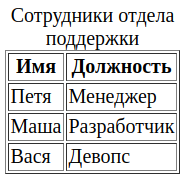 Сотрудники отдела
поддержки
Имя Должность
Петя Менеджер
Маша Разработчик
Вася Девопс